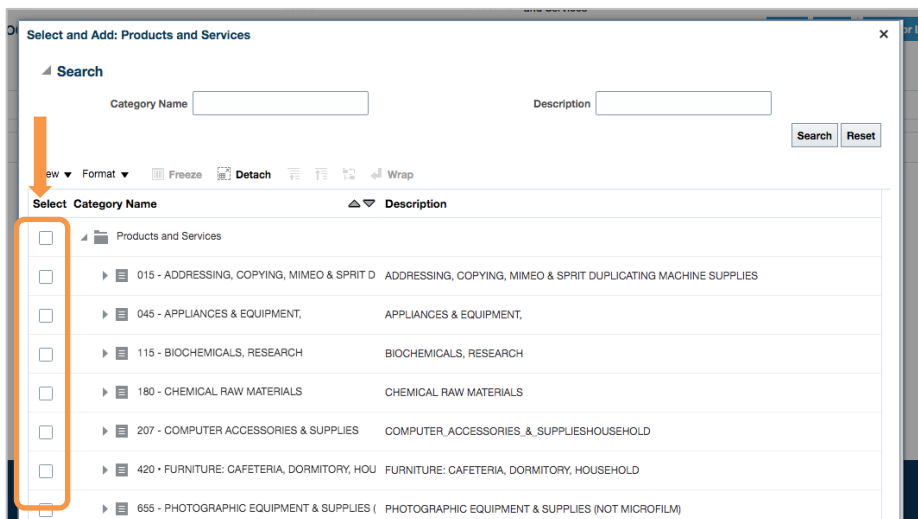 and Services
Select and Add: Products and Services ×
Search
Category Name Description
Search Reset
ew Format Freeze Detach Wrap
Select Category Name Description
Products and Services
015 - ADDRESSING, COPYING, MIMEO & SPRIT D ADDRESSING, COPYING, MIMEO & SPRIT DUPLICATING MACHINE SUPPLIES
045 - APPLIANCES & EQUIPMENT, APPLIANCES & EQUIPMENT,
115 - BIOCHEMICALS, RESEARCH BIOCHEMICALS, RESEARCH
180 - CHEMICAL RAW MATERIALS CHEMICAL RAW MATERIALS
207 - COMPUTER ACCESSORIES & SUPPLIES COMPUTER_ACCESSORIES_&_SUPPLIESHOUSEHOLD
420 • FURNITURE: CAFETERIA, DORMITORY, HOU FURNITURE: CAFETERIA, DORMITORY, HOUSEHOLD
655 - PHOTOGRAPHIC EQUIPMENT & SUPPLIES ( PHOTOGRAPHIC EQUIPMENT & SUPPLIES (NOT MICROFILM)